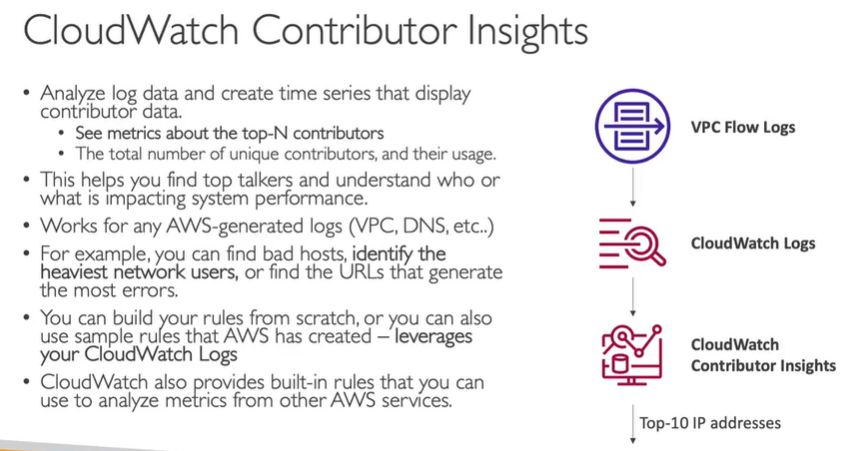 CloudWatch Contributor Insights
• Analyze log data and create time series that display
contributor data.
• See metrics about the top-N contributors
• The total number of unique contributors, and their usage.
• This helps you find top talkers and understand who or
what is impacting system performance.
• Works for any AWS-generated logs (VPC, DNS, etc..)
• For example, you can find bad hosts, identify the
heaviest network users, or find the URLs that generate
the most errors.
• You can build your rules from scratch, or you can also
use sample rules that AWS has created – leverages
your CloudWatch Logs
• CloudWatch also provides built-in rules that you can
use to analyze metrics from other AWS services.
VPC Flow Logs
CloudWatch Logs
CloudWatch
Contributor Insights
Top-10 IP addresses